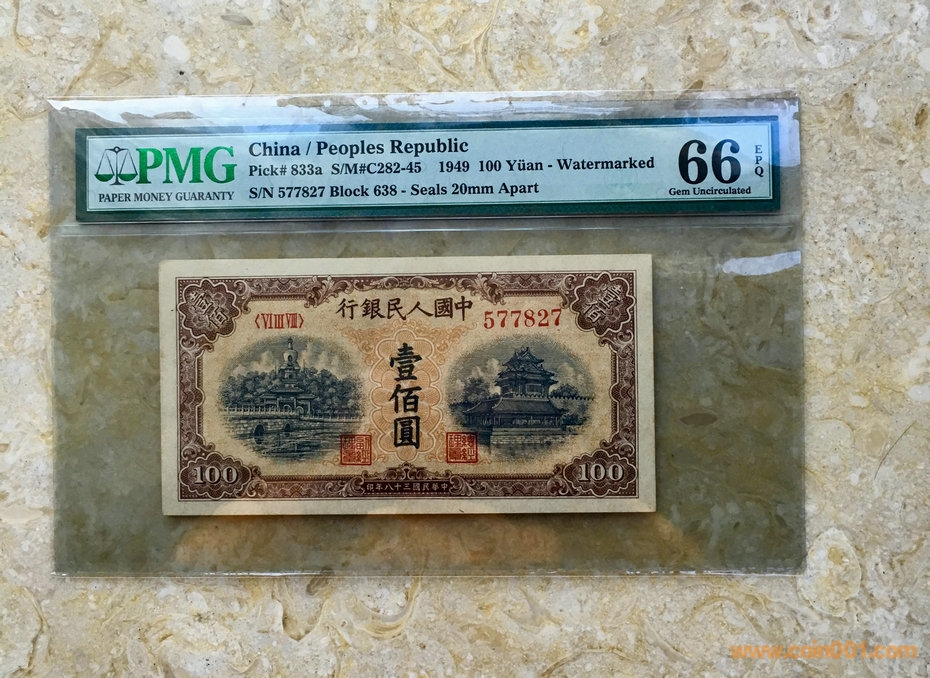 PMG
PAPER MONEY GUARANTY
China / Peoples Republic
Pick# 833a S/M#C282-45 1949 100 Yüan - Watermarked
S/N 577827 Block 638 - Seals 20mm Apart
66
EPQ
Gem Uncirculated
中國人民銀行
〈VI III VIII〉
577827
壹佰圓
100
100
中華民國三十八年印
www.coin001.com